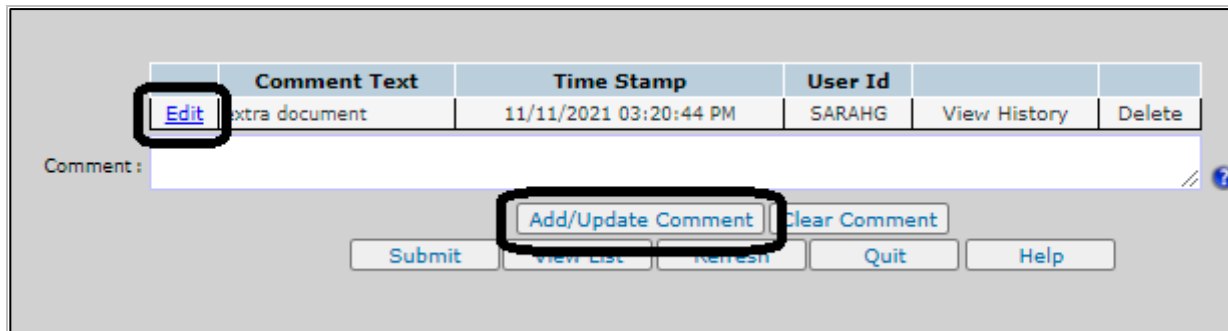 Comment Text Time Stamp User Id
Edit extra document 11/11/2021 03:20:44 PM SARAHG View History Delete
Comment :
?
Add/Update Comment Clear Comment
Submit View List Refresh Quit Help